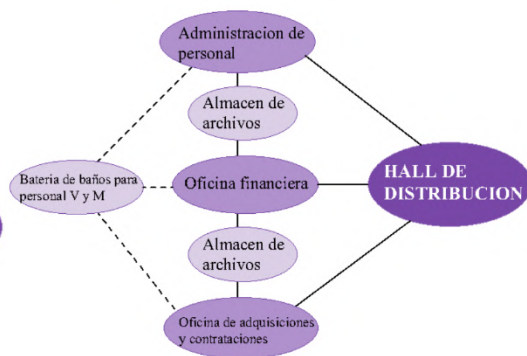 Administracion de
personal
Almacen de
archivos
Bateria de baños para
personal V y M
Oficina financiera
HALL DE
DISTRIBUCION
Almacen de
archivos
Oficina de adquisiciones
y contrataciones